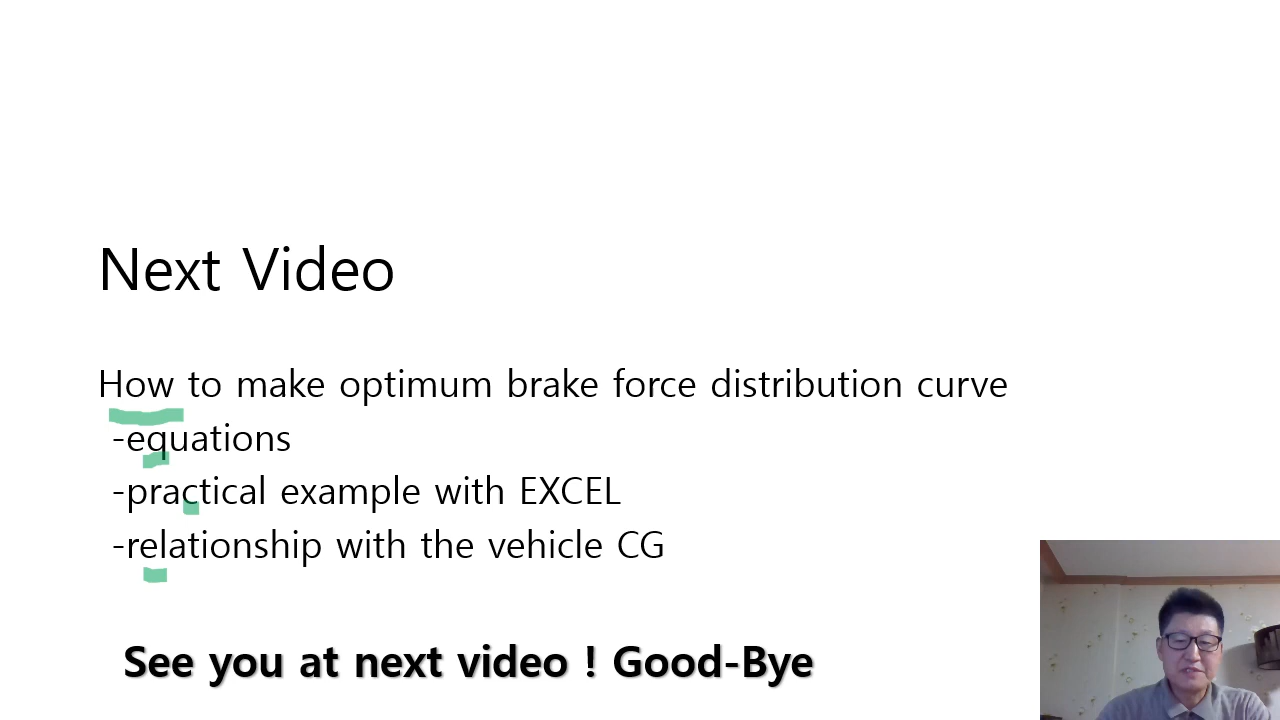 Next Video
How to make optimum brake force distribution curve
-equations
-practical example with EXCEL
-relationship with the vehicle CG
See you at next video ! Good-Bye